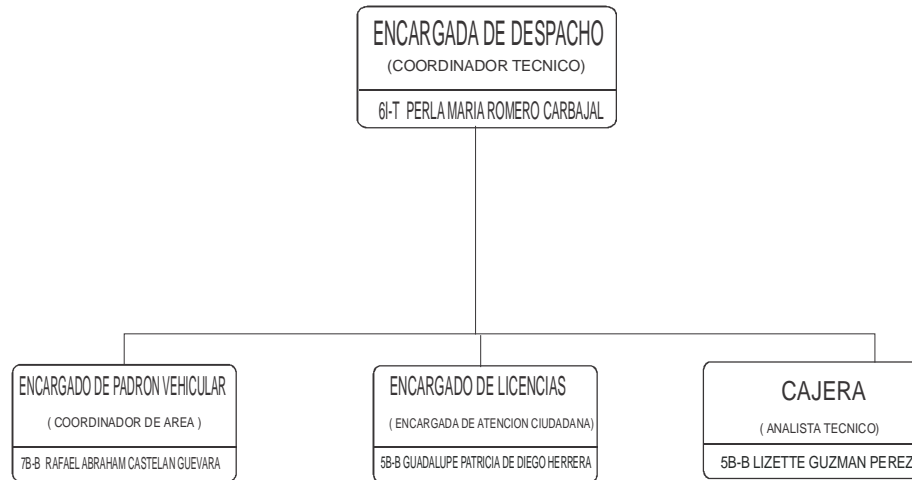 ENCARGADA DE DESPACHO
(COORDINADOR TECNICO)
6I-T PERLA MARIA ROMERO CARBAJAL
ENCARGADO DE PADRON VEHICULAR
( COORDINADOR DE AREA )
7B-B RAFAEL ABRAHAM CASTELAN GUEVARA
ENCARGADO DE LICENCIAS
( ENCARGADA DE ATENCION CIUDADANA)
5B-B GUADALUPE PATRICIA DE DIEGO HERRERA
CAJERA
( ANALISTA TECNICO)
5B-B LIZETTE GUZMAN PEREZ